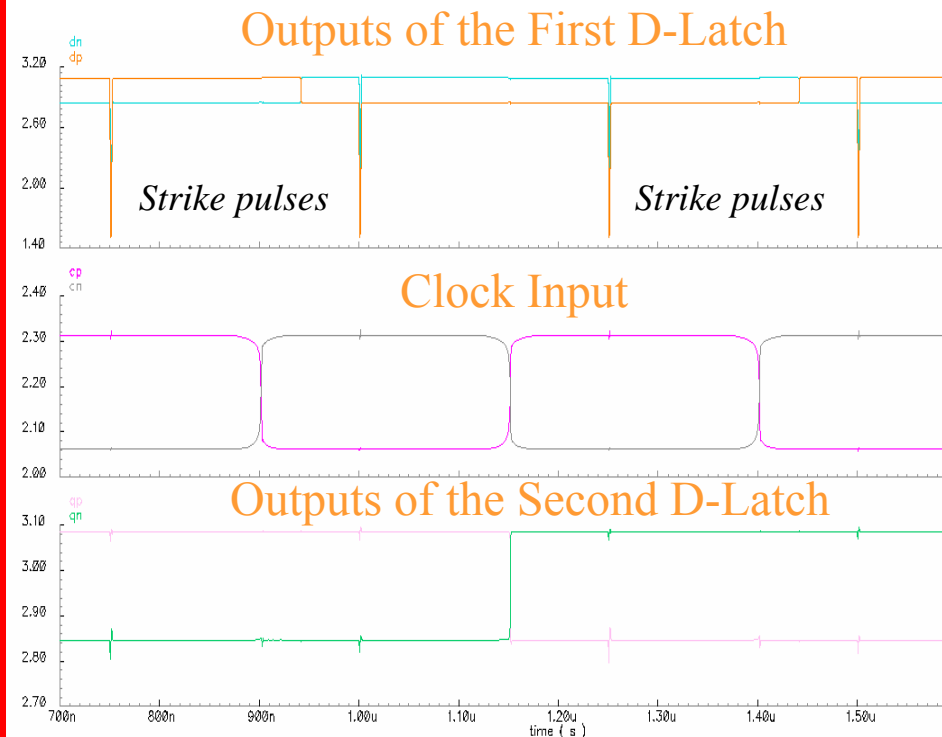 Outputs of the First D-Latch
dn
dp
3.20
2.60
2.00
1.40
Strike pulses
Strike pulses
cp
cn
Clock Input
2.40
2.30
2.20
2.10
2.00
Outputs of the Second D-Latch
qp
qn
3.10
3.00
2.90
2.80
2.70
700n 800n 900n 1.00u 1.10u 1.20u 1.30u 1.40u 1.50u
time ( s )